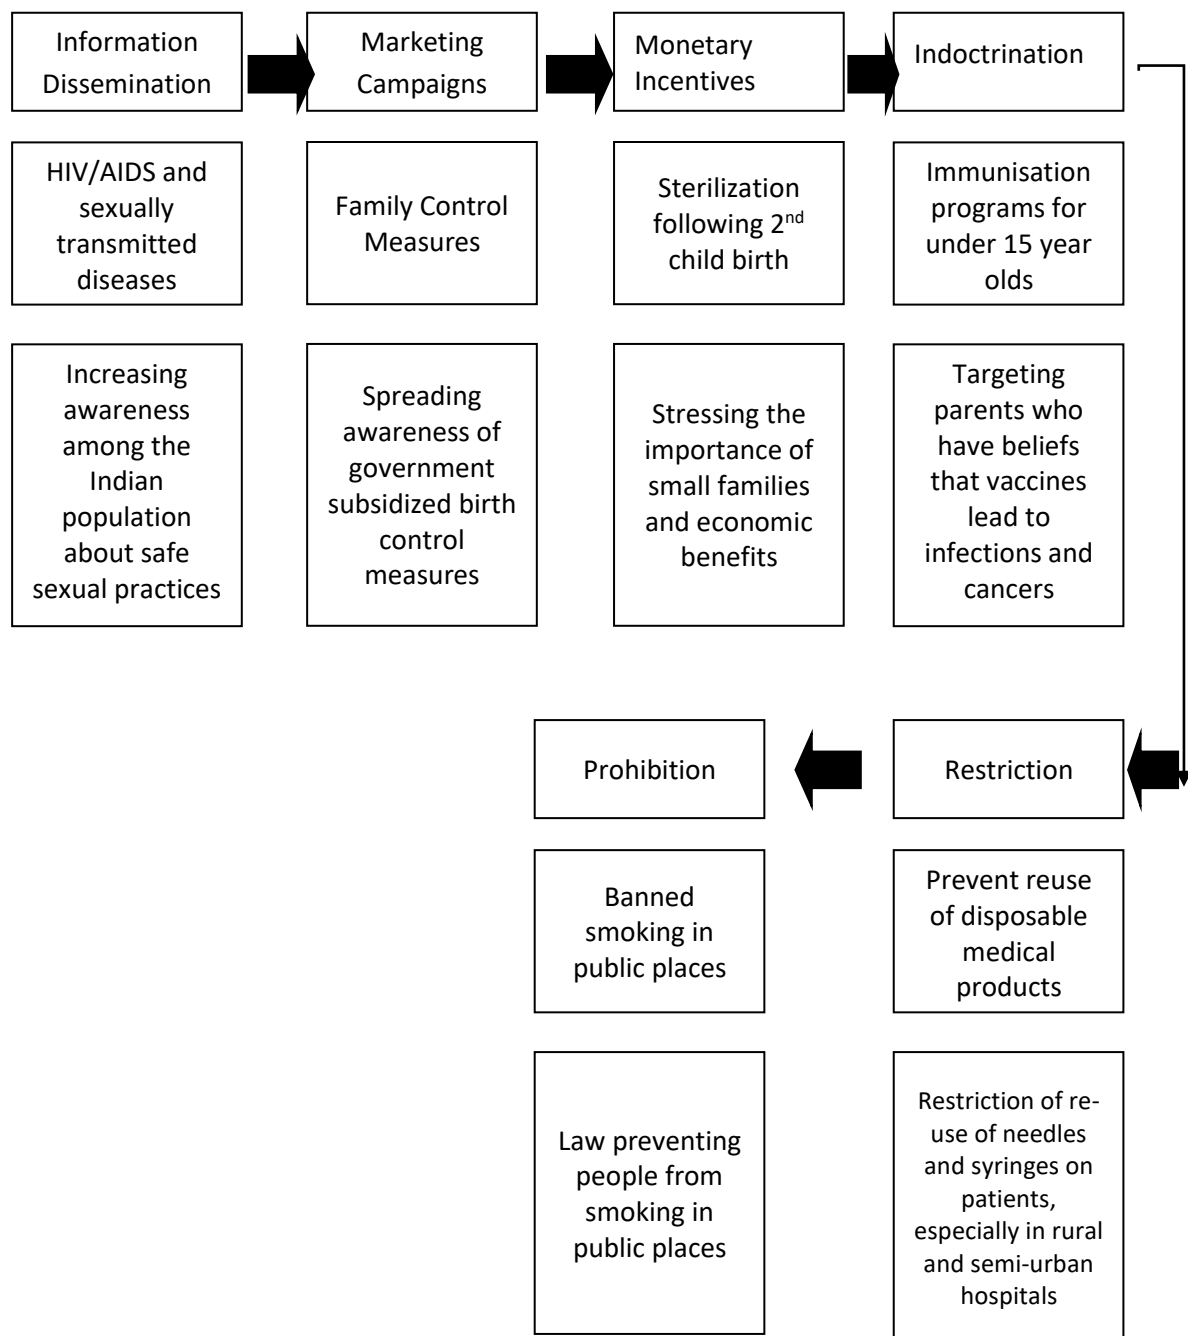 Information
Dissemination
Marketing
Campaigns
Monetary
Incentives
Indoctrination
HIV/AIDS and
sexually
transmitted
diseases
Family Control
Measures
Sterilization
following 2nd
child birth
Immunisation
programs for
under 15 year
olds
Increasing
awareness
among the
Indian
population
about safe
sexual practices
Spreading
awareness of
government
subsidized birth
control
measures
Stressing the
importance of
small families
and economic
benefits
Targeting
parents who
have beliefs
that vaccines
lead to
infections and
cancers
Prohibition
Restriction
Banned
smoking in
public places
Prevent reuse
of disposable
medical
products
Law preventing
people from
smoking in
public places
Restriction of re-
use of needles
and syringes on
patients,
especially in rural
and semi-urban
hospitals